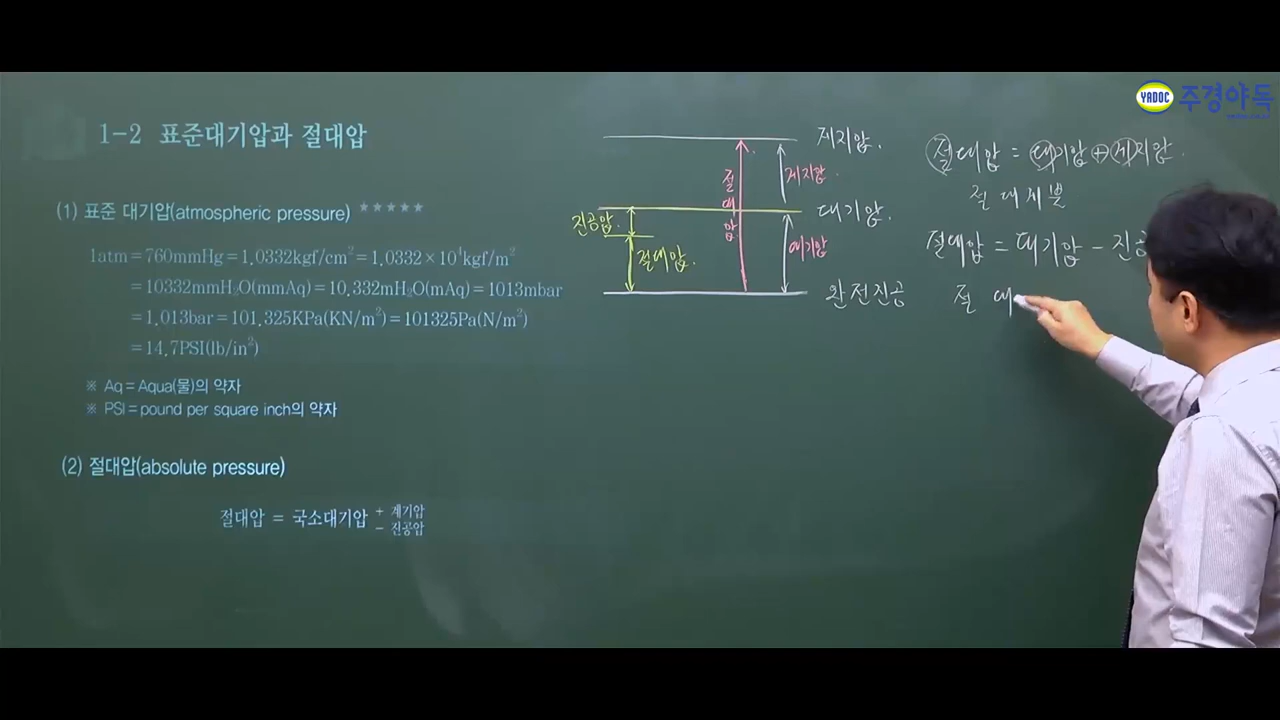 YADOC 주경야독
1-2 표준대기압과 절대압
(1) 표준 대기압(atmospheric pressure) ★★★★★
1atm = 760mmHg = 1.0332kgf/cm² = 1.0332×10⁴kgf/m²
= 10332mmH₂O(mmAq) = 10.332mH₂O(mAq) = 1013mbar
= 1.013bar = 101.325KPa(KN/m²) = 101325Pa(N/m²)
= 14.7PSI(lb/in²)
※ Aq = Aqua(물)의 약자
※ PSI = pound per square inch의 약자
(2) 절대압(absolute pressure)
절대압 = 국소대기압 + 계기압
- 진공압
게지압.
대기압.
완전진공
진공압.
절대압.
절대압
게지압.
대기압
절대압 = 대기압 + 게지압.
절대게쁠
절대압 = 대기압 - 진공
절 대